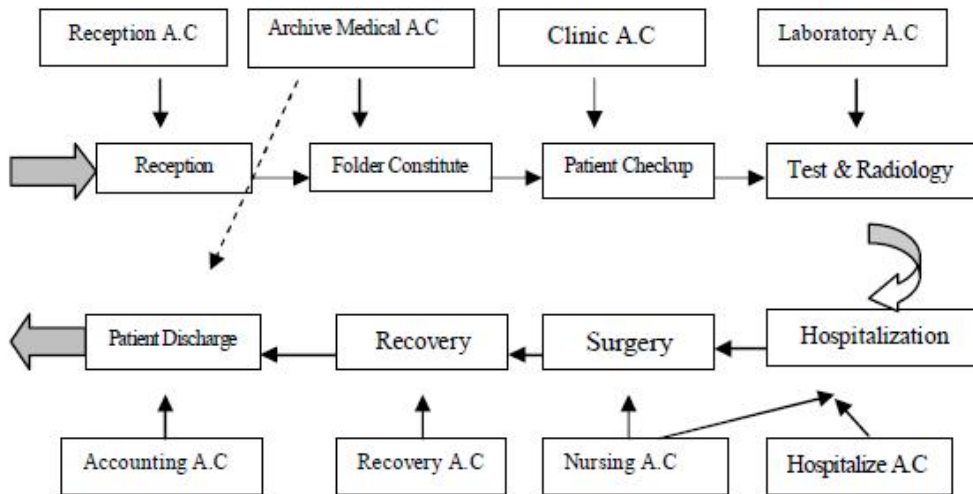 Reception A.C
Archive Medical A.C
Clinic A.C
Laboratory A.C
Reception
Folder Constitute
Patient Checkup
Test & Radiology
Patient Discharge
Recovery
Surgery
Hospitalization
Accounting A.C
Recovery A.C
Nursing A.C
Hospitalize A.C